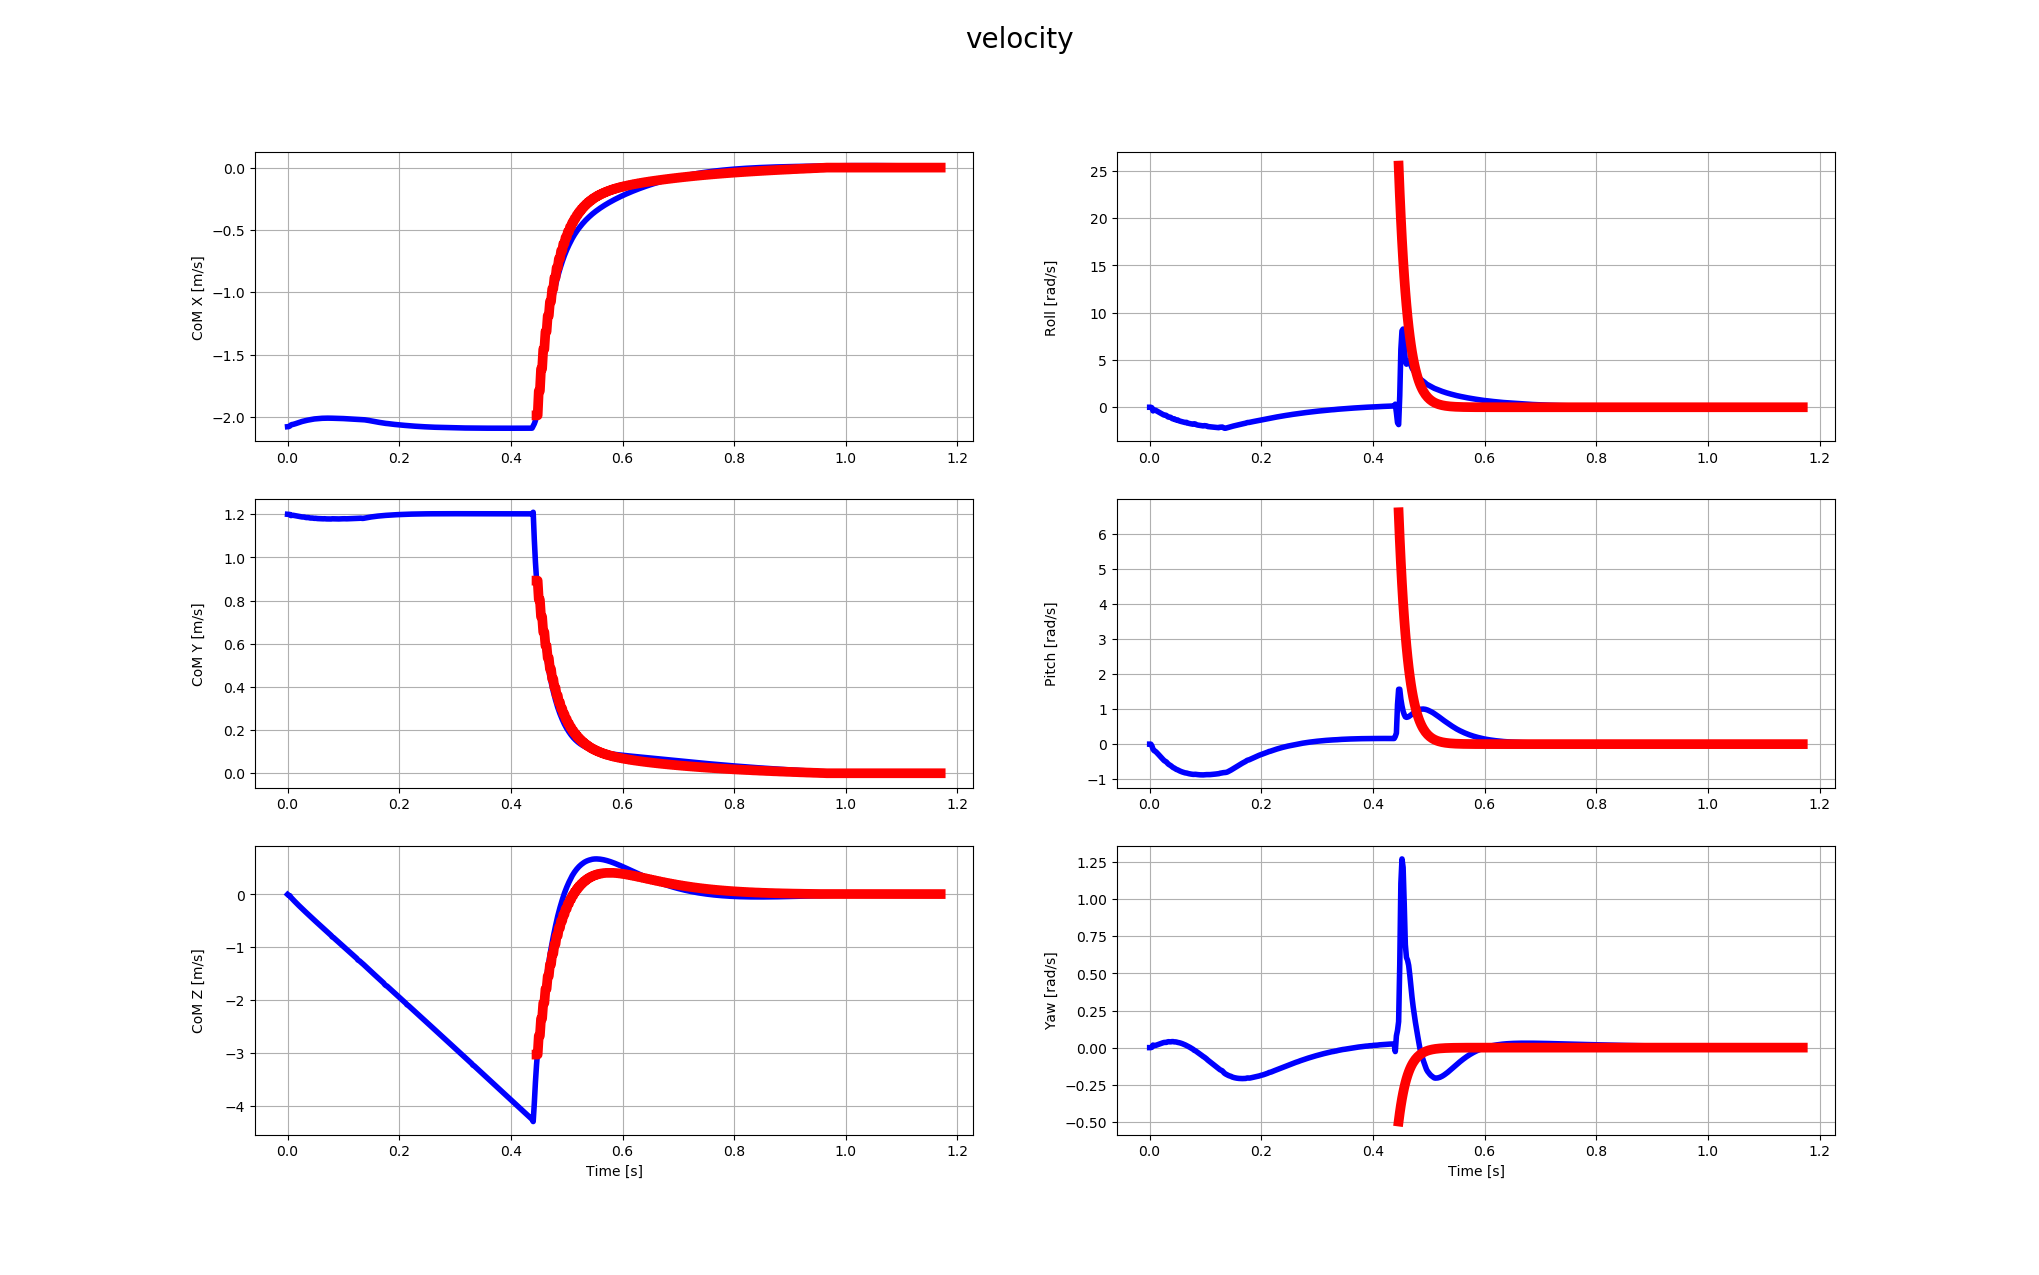 velocity
CoM X [m/s]
0.0
−0.5
−1.0
−1.5
−2.0
0.0 0.2 0.4 0.6 0.8 1.0 1.2
Roll [rad/s]
25
20
15
10
5
0
0.0 0.2 0.4 0.6 0.8 1.0 1.2
CoM Y [m/s]
1.2
1.0
0.8
0.6
0.4
0.2
0.0
0.0 0.2 0.4 0.6 0.8 1.0 1.2
Pitch [rad/s]
6
5
4
3
2
1
0
−1
0.0 0.2 0.4 0.6 0.8 1.0 1.2
CoM Z [m/s]
0
−1
−2
−3
−4
0.0 0.2 0.4 0.6 0.8 1.0 1.2
Time [s]
Yaw [rad/s]
1.25
1.00
0.75
0.50
0.25
0.00
−0.25
−0.50
0.0 0.2 0.4 0.6 0.8 1.0 1.2
Time [s]